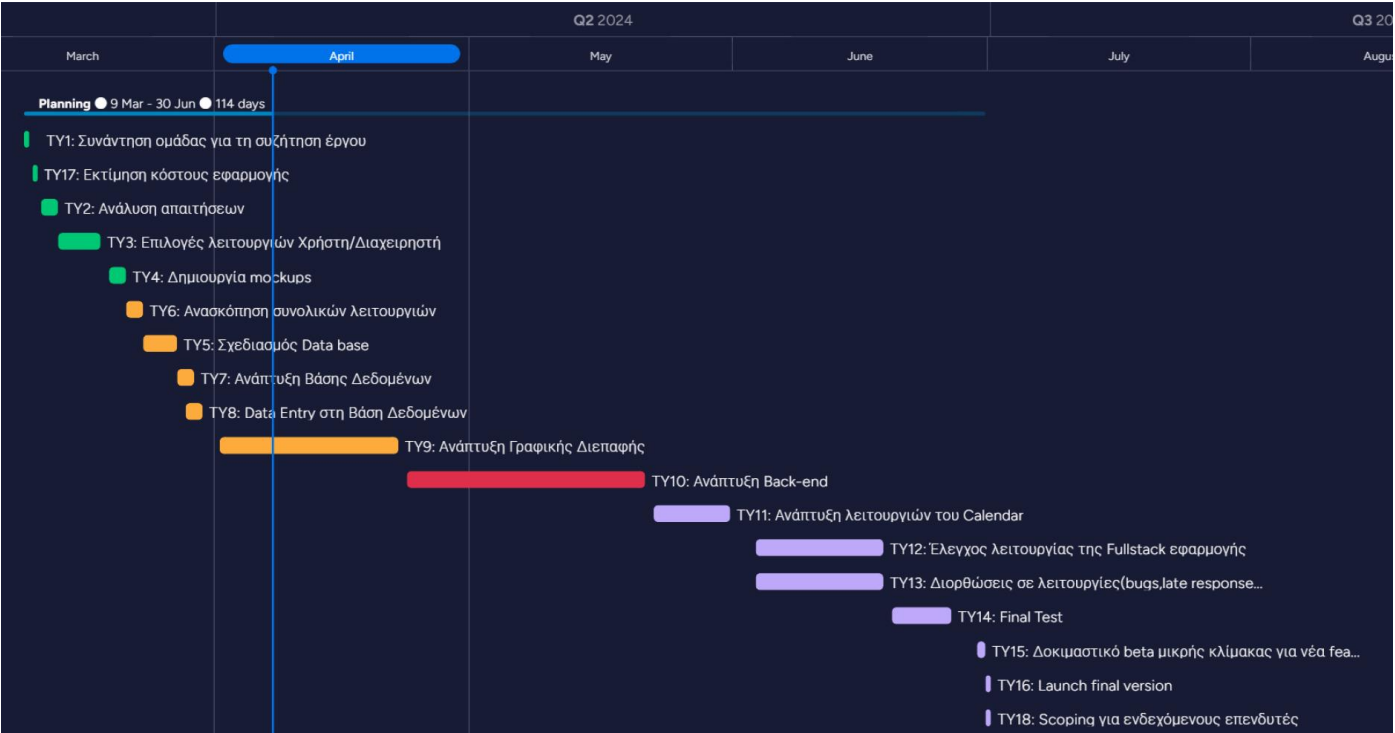 Q2 2024
Q3 20
March April May June July Augu
Planning 9 Mar - 30 Jun 114 days
TY1: Συνάντηση ομάδας για τη συζήτηση έργου
TY17: Εκτίμηση κόστους εφαρμογής
TY2: Ανάλυση απαιτήσεων
TY3: Επιλογές λειτουργιών Χρήστη/Διαχειρηστή
TY4: Δημιουργία mockups
TY6: Ανασκόπηση συνολικών λειτουργιών
TY5: Σχεδιασμός Data base
TY7: Ανάπτυξη Βάσης Δεδομένων
TY8: Data Entry στη Βάση Δεδομένων
TY9: Ανάπτυξη Γραφικής Διεπαφής
TY10: Ανάπτυξη Back-end
TY11: Ανάπτυξη λειτουργιών του Calendar
TY12: Έλεγχος λειτουργίας της Fullstack εφαρμογής
TY13: Διορθώσεις σε λειτουργίες(bugs,late response...
TY14: Final Test
TY15: Δοκιμαστικό beta μικρής κλίμακας για νέα fea...
TY16: Launch final version
TY18: Scoping για ενδεχόμενους επενδυτές